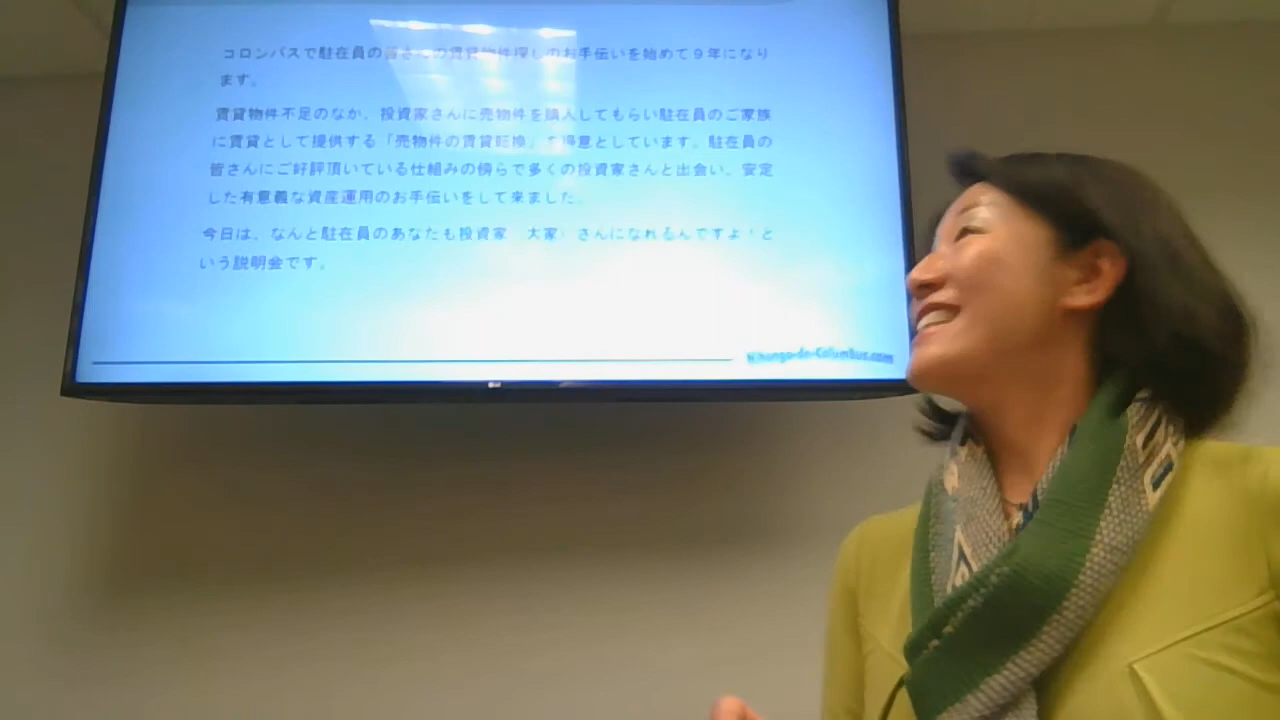 コロンバスで駐在員の皆さんの賃貸物件探しのお手伝いを始めて９年になり
ます。
賃貸物件不足のなか、投資家さんに売物件を購入してもらい駐在員のご家族
に賃貸として提供する「売物件の賃貸転換」を得意としています。駐在員の
皆さんにご好評頂いている仕組みの傍らで多くの投資家さんと出会い、安定
した有意義な資産運用のお手伝いをして来ました。
今日は、なんと駐在員のあなたも投資家（大家）さんになれるんですよ！と
いう説明会です。
Nihongo-de-Columbus.com
LG